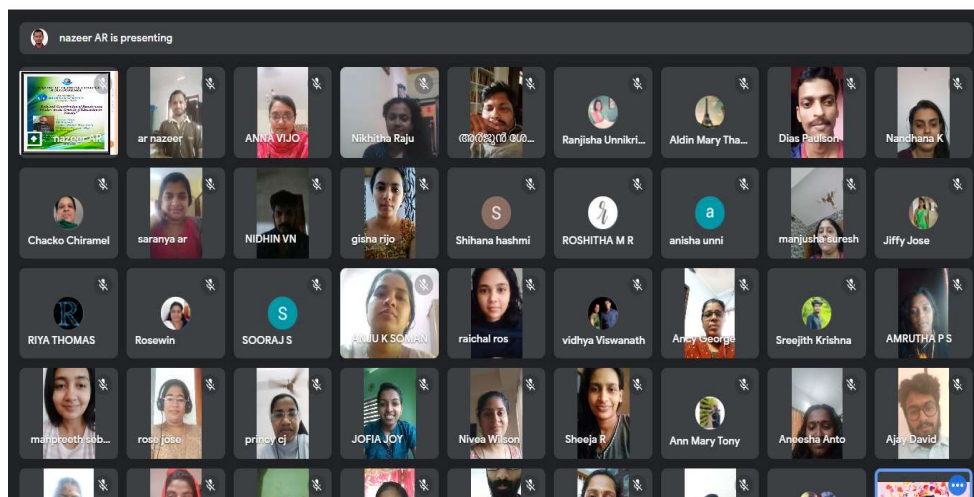 nazeer AR is presenting
nazeer AR
ar nazeer
ANNA VIJO
Nikhitha Raju
അർജുൻ ശേ...
Ranjisha Unnikri...
Aldin Mary Tha...
Dias Paulson
Nandhana K
Chacko Chiramel
saranya ar
NIDHIN VN
gisna rijo
S
Shihana hashmi
ROSHITHA M R
a
anisha unni
manjusha suresh
Jiffy Jose
R
RIYA THOMAS
Rosewin
S
SOORAJ S
ANJU K SOMAN
raichal ros
vidhya Viswanath
Ancy George
Sreejith Krishna
AMRUTHA P S
manpreeth seb...
rose jose
princy cj
JOFIA JOY
Nivea Wilson
Sheeja R
Ann Mary Tony
Aneesha Anto
Ajay David